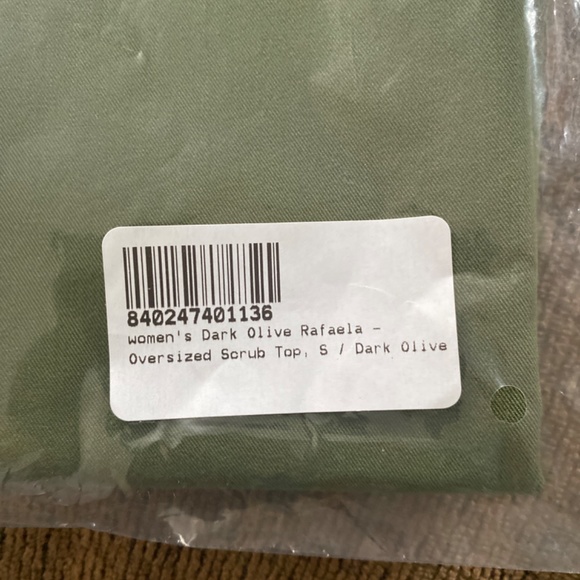 840247401136
women's Dark Olive Rafaela -
Oversized Scrub Top, S / Dark Olive